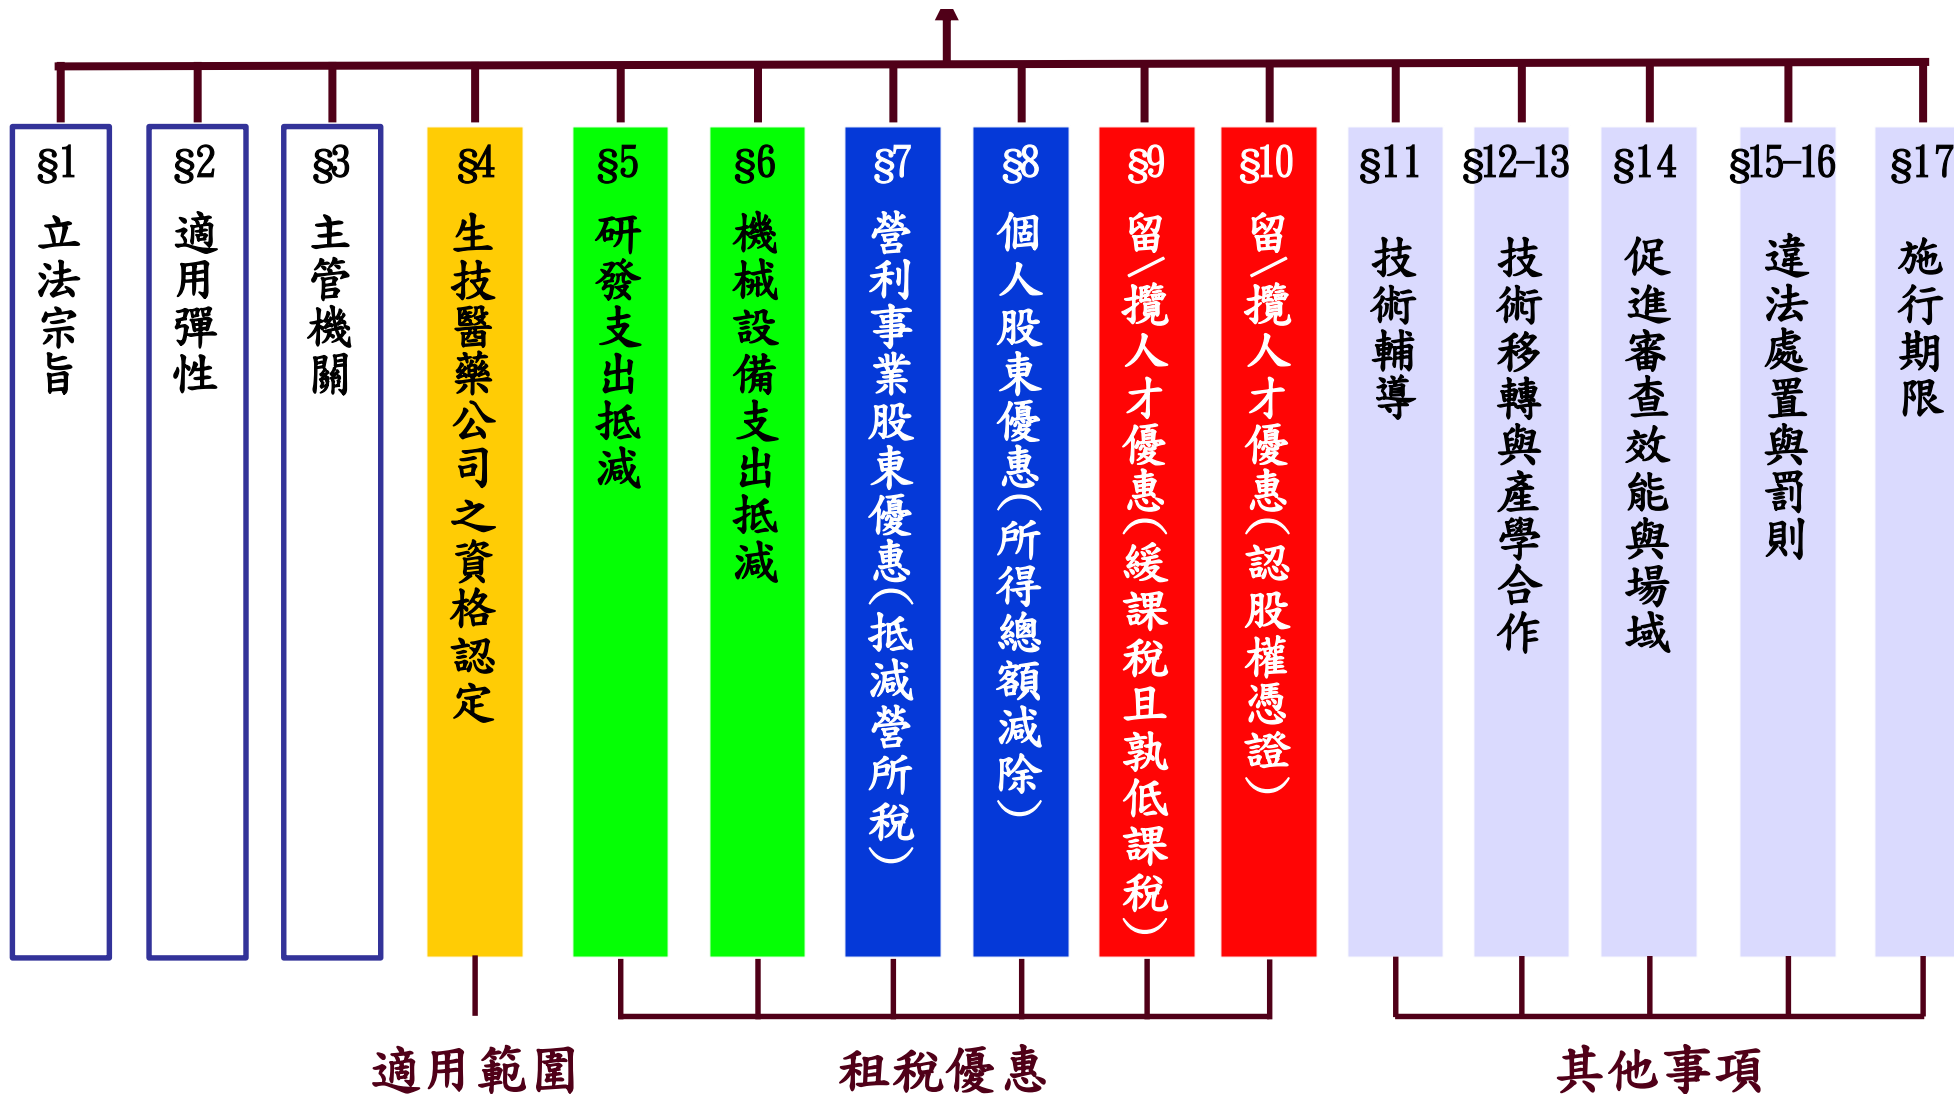 §1
立法宗旨
§2
適用彈性
§3
主管機關
§4
生技醫藥公司之資格認定
§5
研發支出抵減
§6
機械設備支出抵減
§7
營利事業股東優惠(抵減營所稅)
§8
個人股東優惠(所得總額減除)
§9
留/攬人才優惠(緩課稅且孰低課稅)
§10
留/攬人才優惠(認股權憑證)
§11
技術輔導
§12-13
技術移轉與產學合作
§14
促進審查效能與場域
§15-16
違法處置與罰則
§17
施行期限
適用範圍
租稅優惠
其他事項